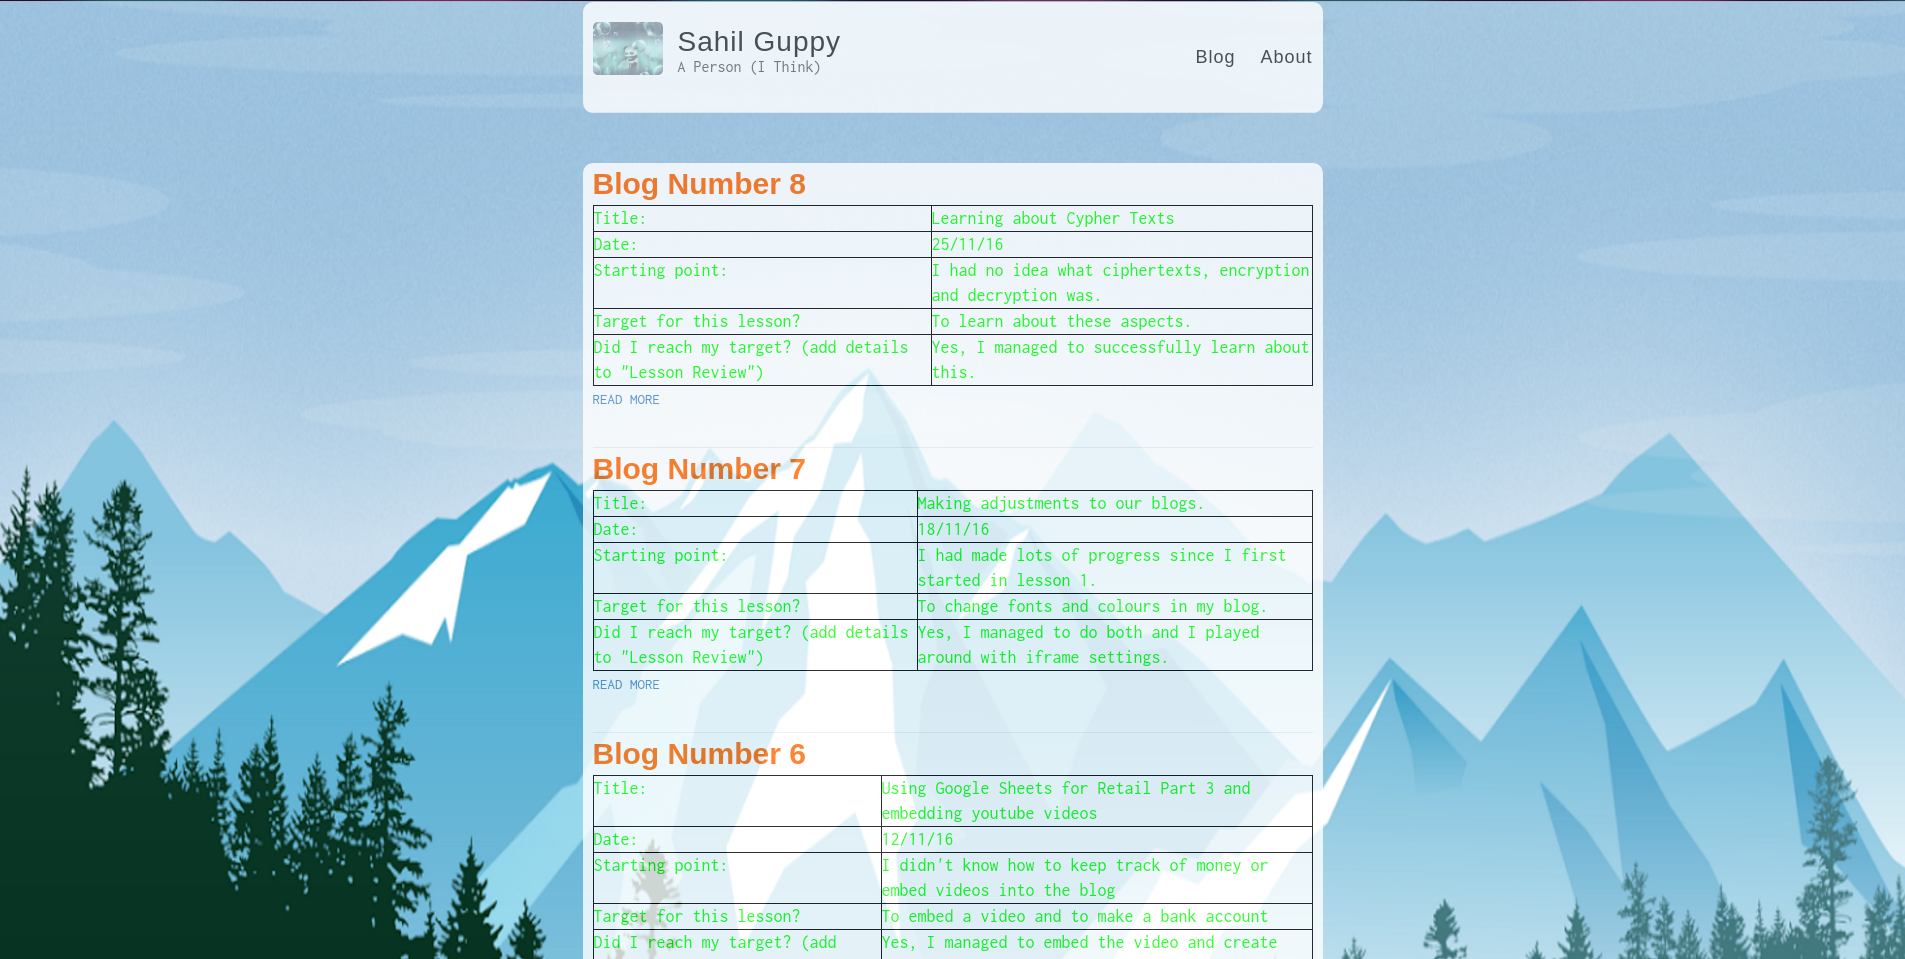 Sahil Guppy
A Person (I Think)
Blog About
Blog Number 8
Title: Learning about Cypher Texts
Date: 25/11/16
Starting point: I had no idea what ciphertexts, encryption
and decryption was.
Target for this lesson? To learn about these aspects.
Did I reach my target? (add details Yes, I managed to successfully learn about
to "Lesson Review") this.
READ MORE
Blog Number 7
Title: Making adjustments to our blogs.
Date: 18/11/16
Starting point: I had made lots of progress since I first
started in lesson 1.
Target for this lesson? To change fonts and colours in my blog.
Did I reach my target? (add details Yes, I managed to do both and I played
to "Lesson Review") around with iframe settings.
READ MORE
Blog Number 6
Title: Using Google Sheets for Retail Part 3 and
embedding youtube videos
Date: 12/11/16
Starting point: I didn't know how to keep track of money or
embed videos into the blog
Target for this lesson? To embed a video and to make a bank account
Did I reach my target? (add Yes, I managed to embed the video and create